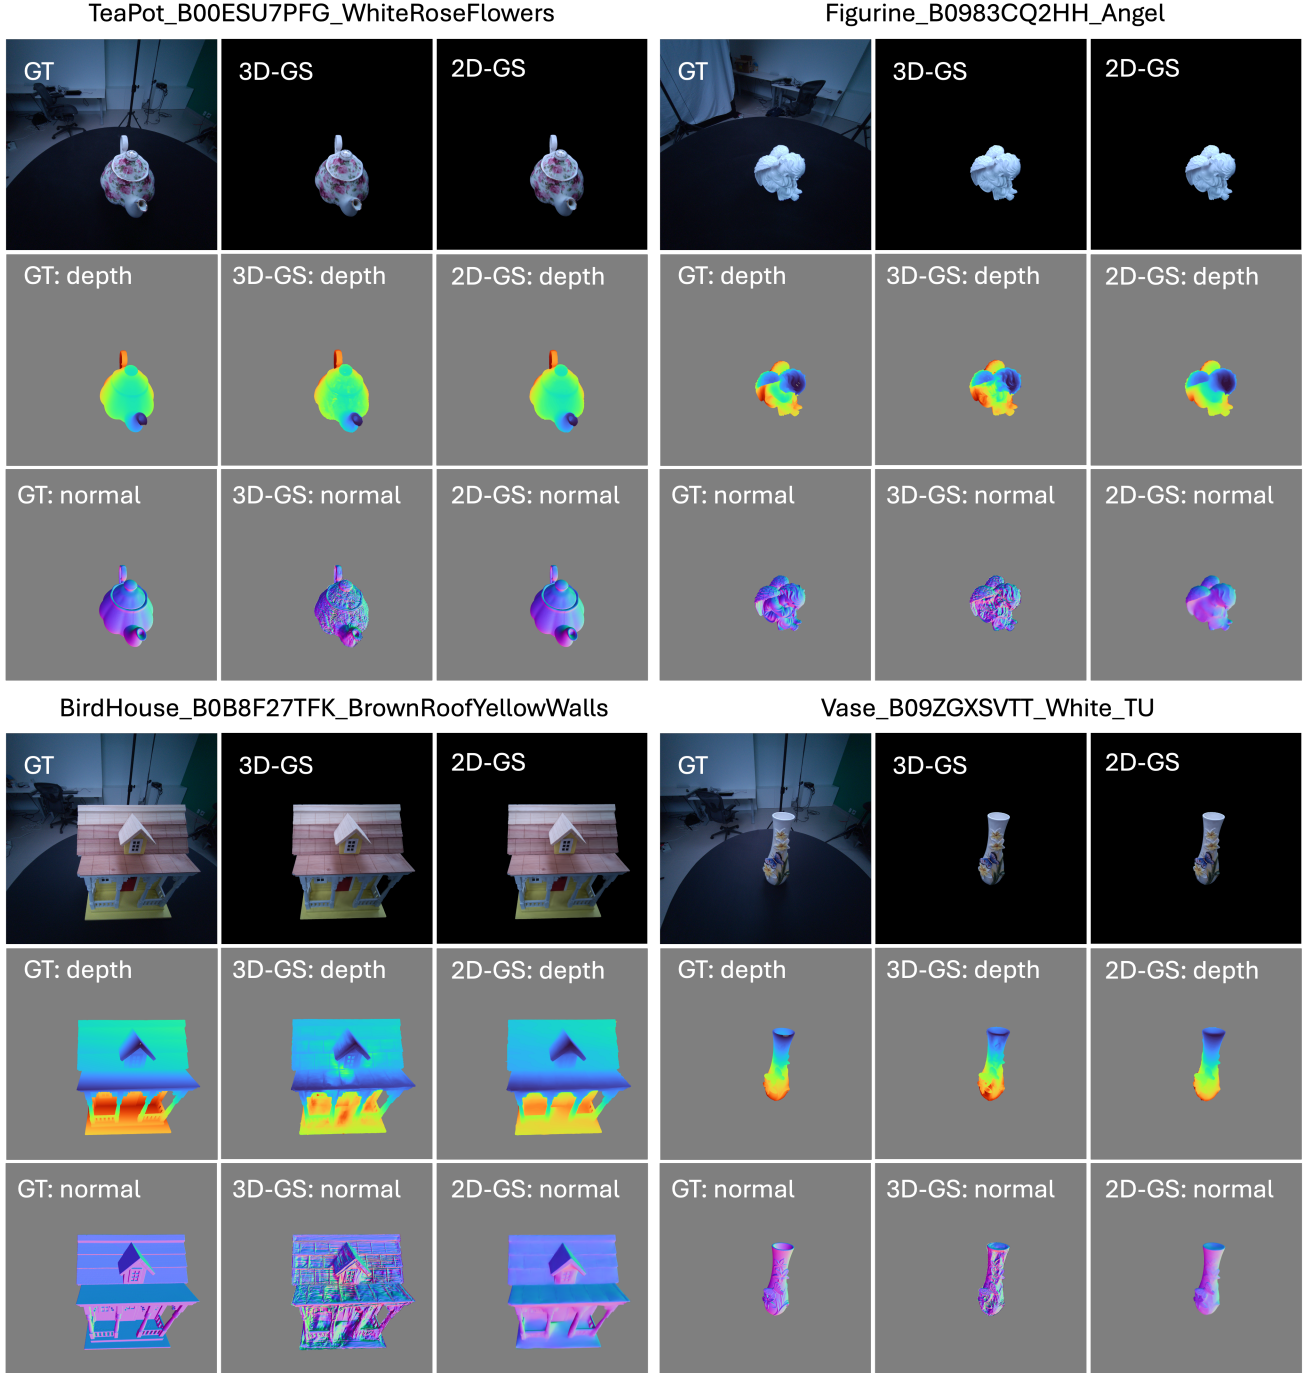 TeaPot_B00ESU7PFG_WhiteRoseFlowers
GT
3D-GS
2D-GS
GT: depth
3D-GS: depth
2D-GS: depth
GT: normal
3D-GS: normal
2D-GS: normal
Figurine_B0983CQ2HH_Angel
GT
3D-GS
2D-GS
GT: depth
3D-GS: depth
2D-GS: depth
GT: normal
3D-GS: normal
2D-GS: normal
BirdHouse_B0B8F27TFK_BrownRoofYellowWalls
GT
3D-GS
2D-GS
GT: depth
3D-GS: depth
2D-GS: depth
GT: normal
3D-GS: normal
2D-GS: normal
Vase_B09ZGXSVTT_White_TU
GT
3D-GS
2D-GS
GT: depth
3D-GS: depth
2D-GS: depth
GT: normal
3D-GS: normal
2D-GS: normal